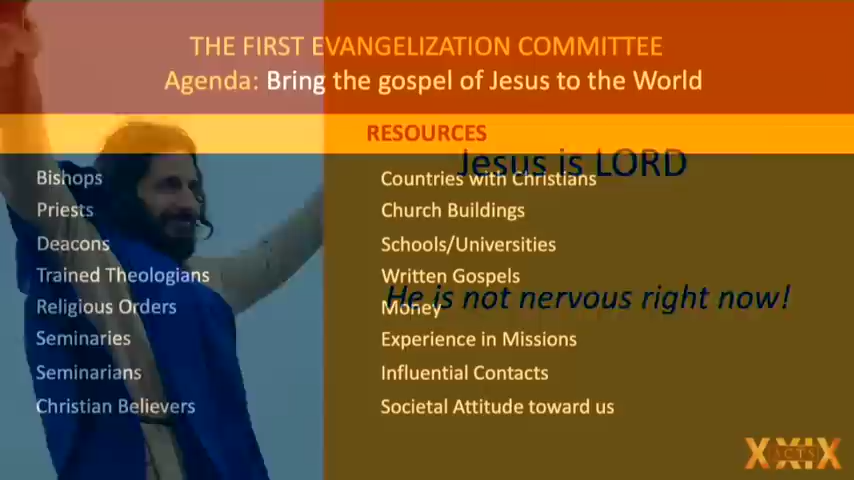 THE FIRST EVANGELIZATION COMMITTEE
Agenda: Bring the gospel of Jesus to the World
RESOURCES
Jesus is LORD
Bishops
Priests
Deacons
Trained Theologians
Religious Orders
Seminaries
Seminarians
Christian Believers
Countries with Christians
Church Buildings
Schools/Universities
Written Gospels
He is not nervous right now!
Money
Experience in Missions
Influential Contacts
Societal Attitude toward us
XXIX
ACTS